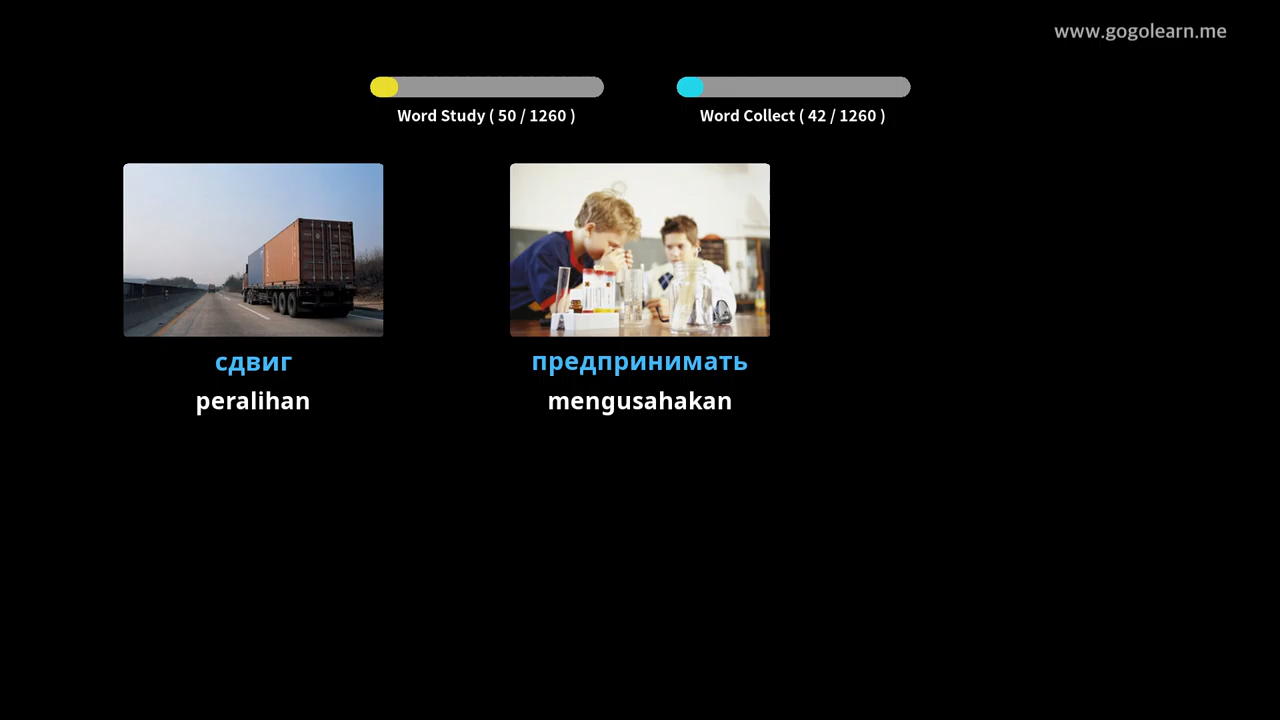 www.gogolearn.me
Word Study ( 50 / 1260 )
Word Collect ( 42 / 1260 )
сдвиг
peralihan
предпринимать
mengusahakan